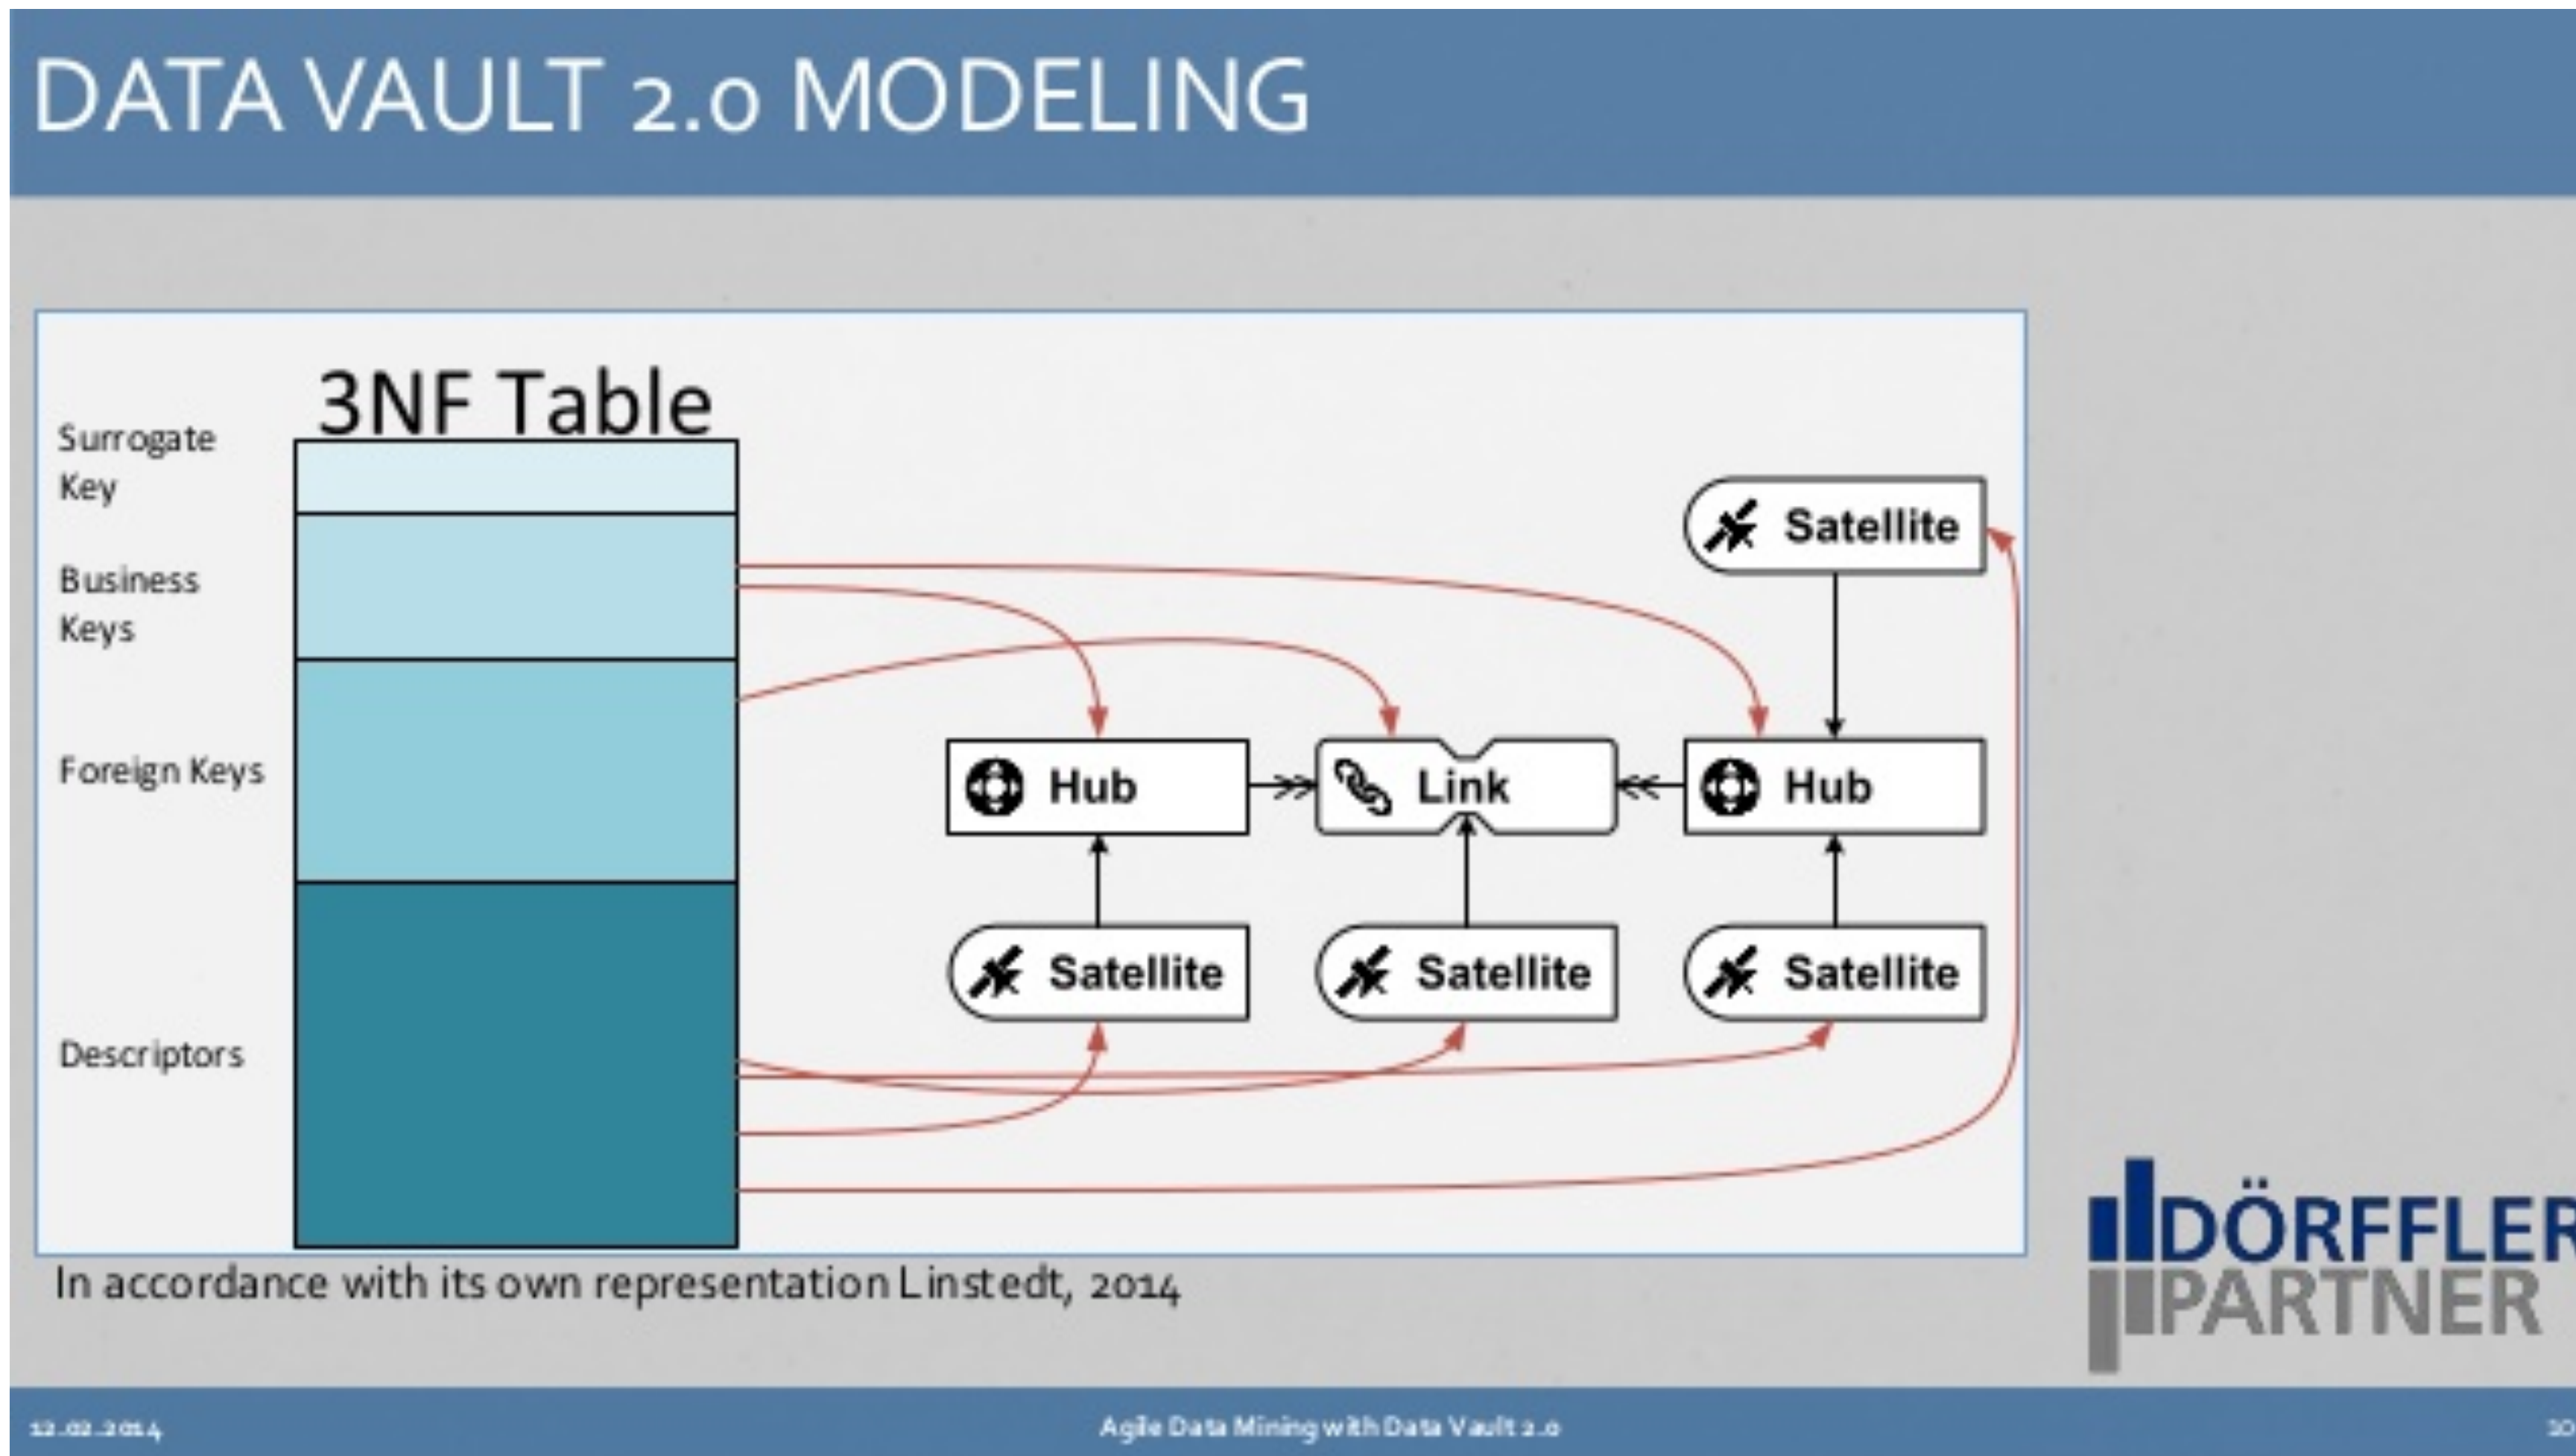 DATA VAULT 2.0 MODELING
3NF Table
Surrogate
Key
Business
Keys
Foreign Keys
Descriptors
Satellite
Hub
Link
Hub
Satellite
Satellite
Satellite
In accordance with its own representation Linstedt, 2014
DÖRFFLER
PARTNER
12.02.2014
Agile Data Mining with Data Vault 2.0